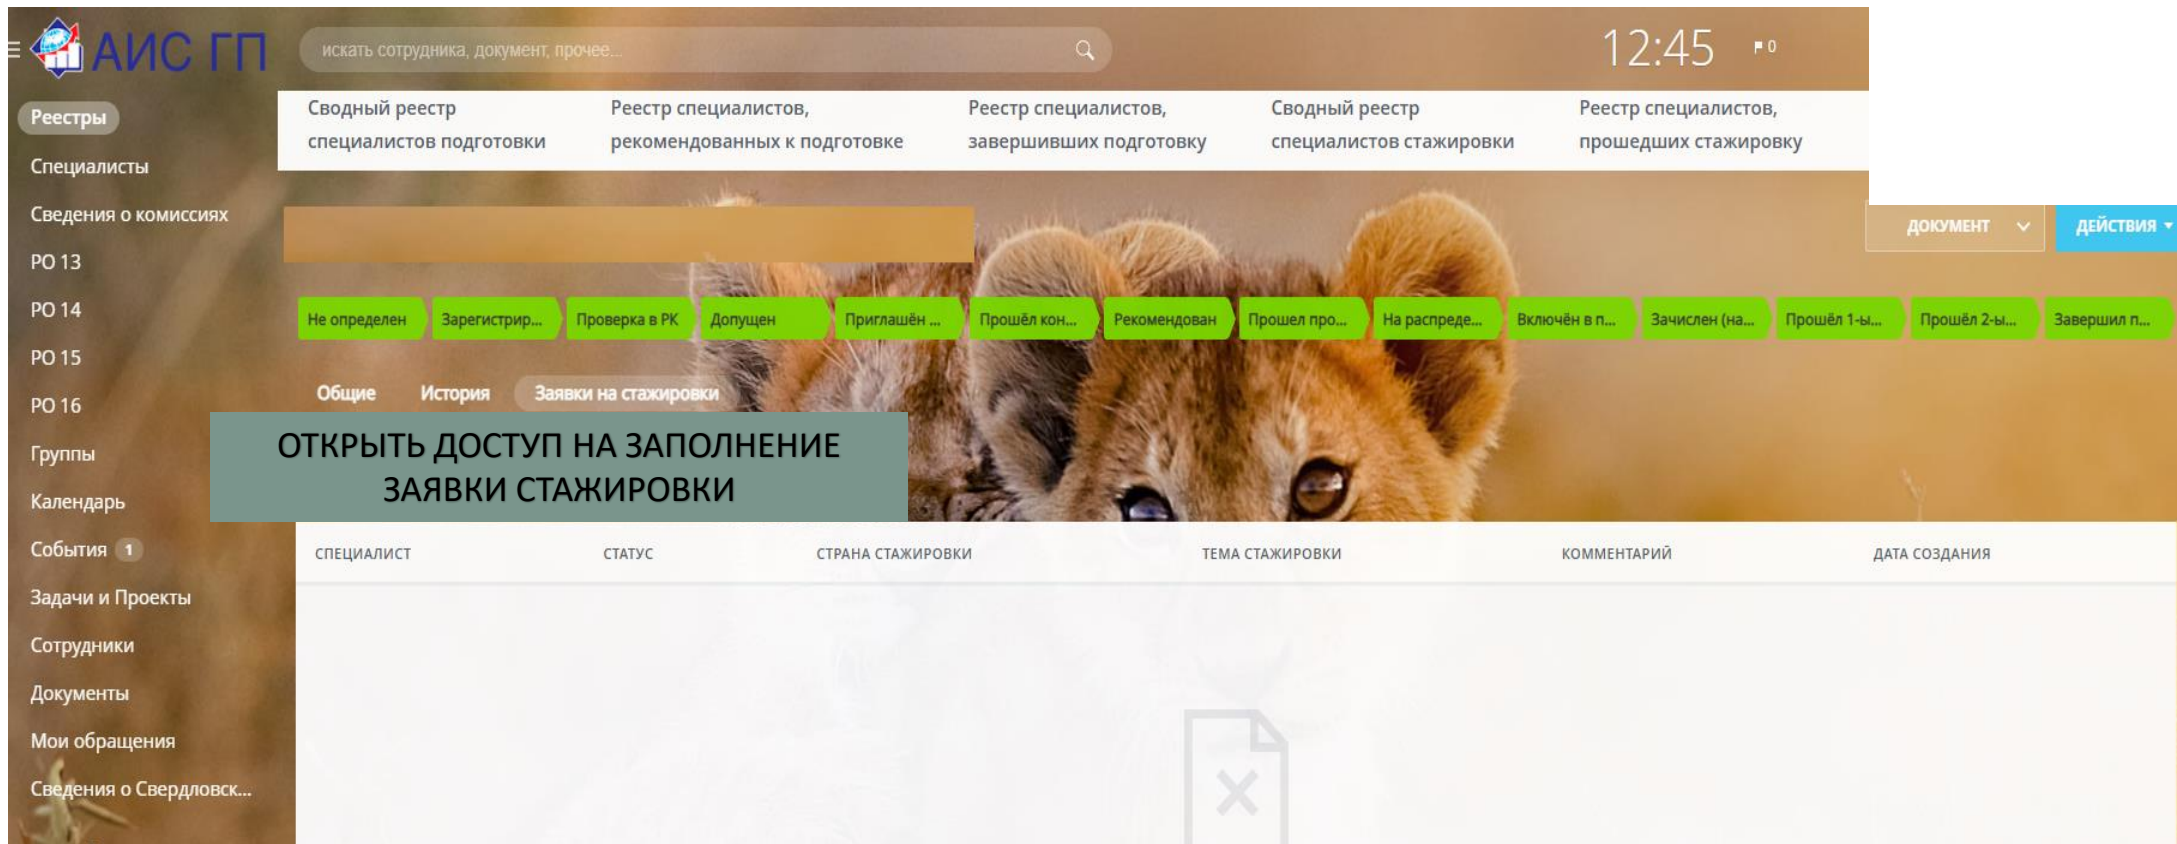 АИС ГП
искать сотрудника, документ, прочее...
12:45
0
Реестры
Специалисты
Сведения о комиссиях
РО 13
РО 14
РО 15
РО 16
Группы
Календарь
События 1
Задачи и Проекты
Сотрудники
Документы
Мои обращения
Сведения о Свердловск...
Сводный реестр
специалистов подготовки
Реестр специалистов,
рекомендованных к подготовке
Реестр специалистов,
завершивших подготовку
Сводный реестр
специалистов стажировки
Реестр специалистов,
прошедших стажировку
ДОКУМЕНТ
ДЕЙСТВИЯ
Не определен
Зарегистрир...
Проверка в РК
Допущен
Приглашён ...
Прошёл кон...
Рекомендован
Прошел про...
На распреде...
Включён в п...
Зачислен (на...
Прошёл 1-ы...
Прошёл 2-ы...
Завершил п...
Общие
История
Заявки на стажировки
ОТКРЫТЬ ДОСТУП НА ЗАПОЛНЕНИЕ
ЗАЯВКИ СТАЖИРОВКИ
СПЕЦИАЛИСТ
СТАТУС
СТРАНА СТАЖИРОВКИ
ТЕМА СТАЖИРОВКИ
КОММЕНТАРИЙ
ДАТА СОЗДАНИЯ